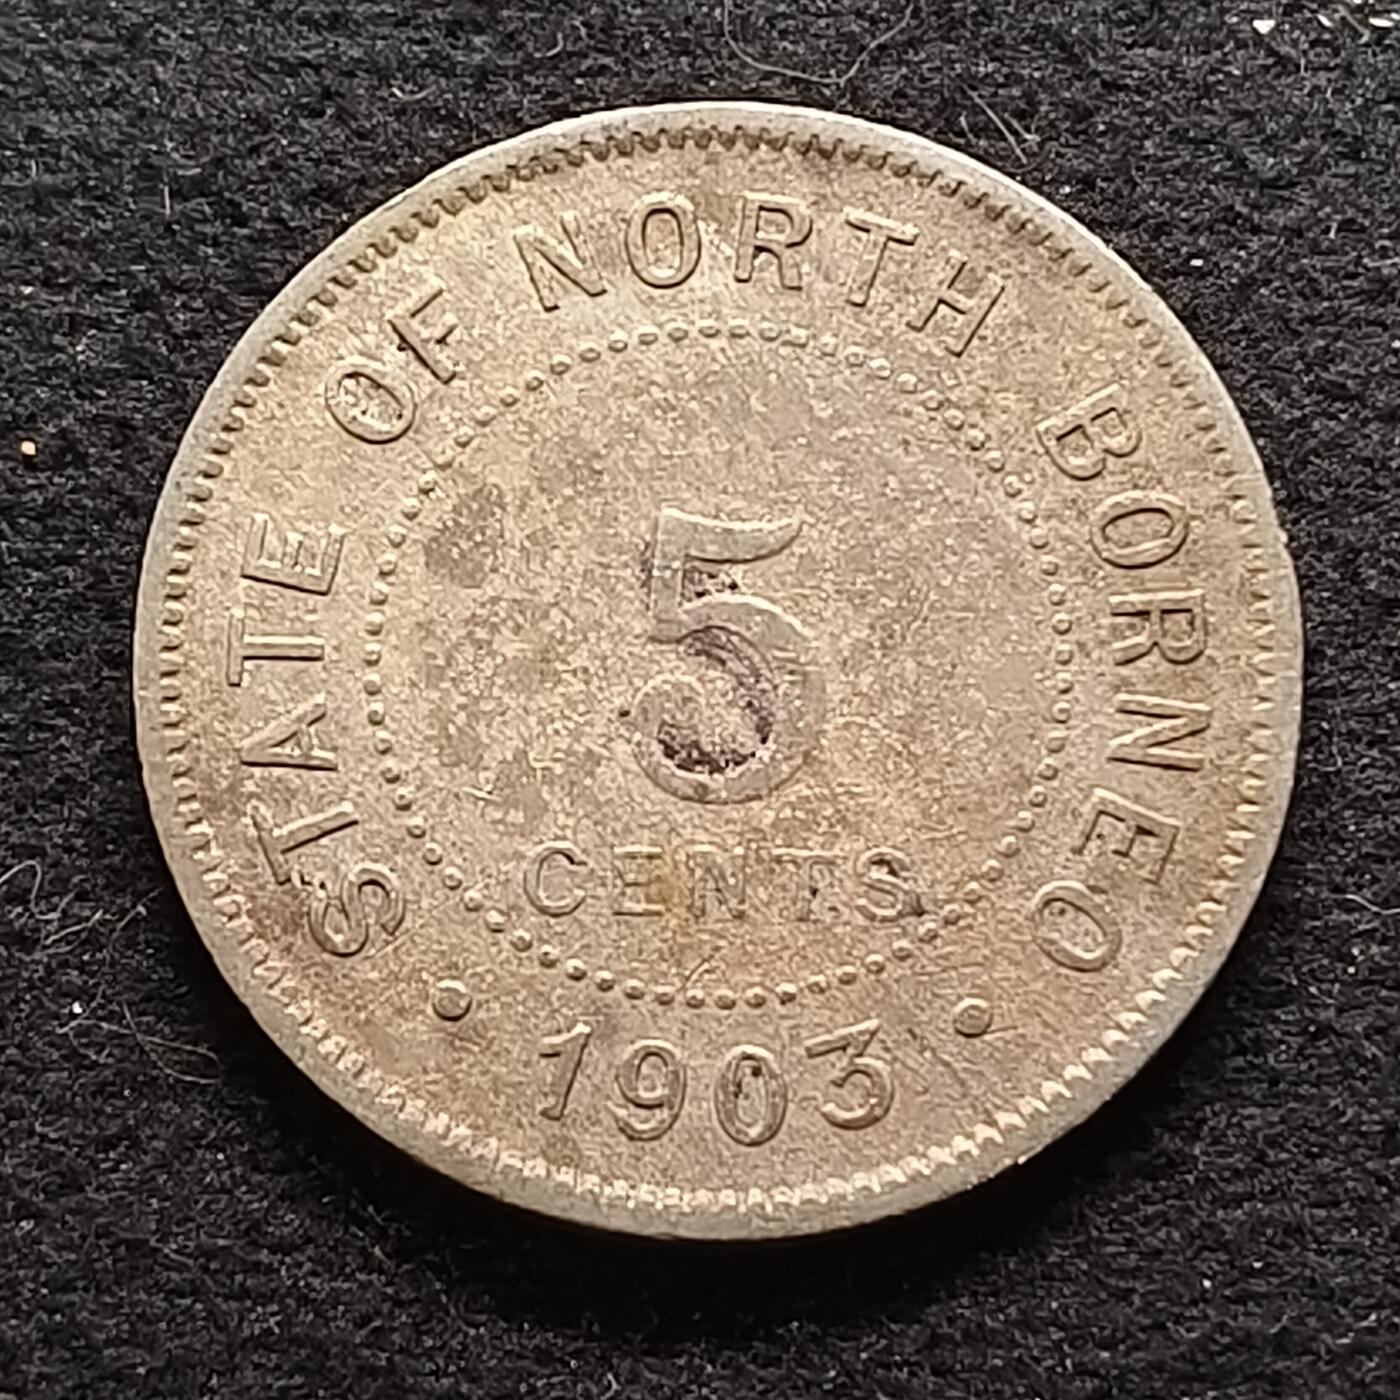 STATE OF NORTH BORNEO
5
CENTS
• 1903 •